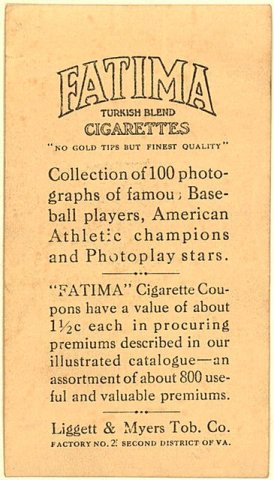 FATIMA
TURKISH BLEND
CIGARETTES
"NO GOLD TIPS BUT FINEST QUALITY"
Collection of 100 photo-
graphs of famous Base-
ball players, American
Athletic champions
and Photoplay stars.
"FATIMA" Cigarette Cou-
pons have a value of about
1½c each in procuring
premiums described in our
illustrated catalogue—an
assortment of about 800 use-
ful and valuable premiums.
Liggett & Myers Tob. Co.
FACTORY NO. SECOND DISTRICT OF VA.